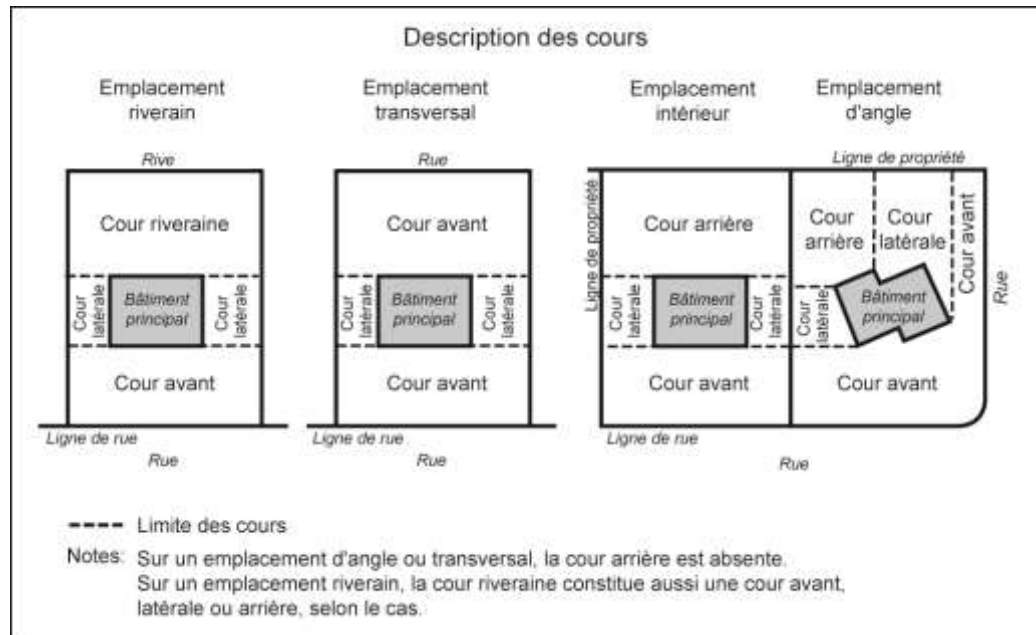 Description des cours
Emplacement
riverain
Rive
Cour riveraine
Cour
latérale
Bâtiment
principal
Cour
latérale
Cour avant
Ligne de rue
Rue
Emplacement
transversal
Rue
Cour avant
Cour
latérale
Bâtiment
principal
Cour
latérale
Cour avant
Ligne de rue
Rue
Emplacement
intérieur
Ligne de propriété
Cour arrière
Cour
latérale
Bâtiment
principal
Cour
latérale
Cour avant
Ligne de rue
Emplacement
d'angle
Ligne de propriété
Cour
arrière
Cour
latérale
Cour avant
Rue
Cour
latérale
Bâtiment
principal
Cour avant
Rue
Limite des cours
Notes: Sur un emplacement d'angle ou transversal, la cour arrière est absente.
Sur un emplacement riverain, la cour riveraine constitue aussi une cour avant,
latérale ou arrière, selon le cas.